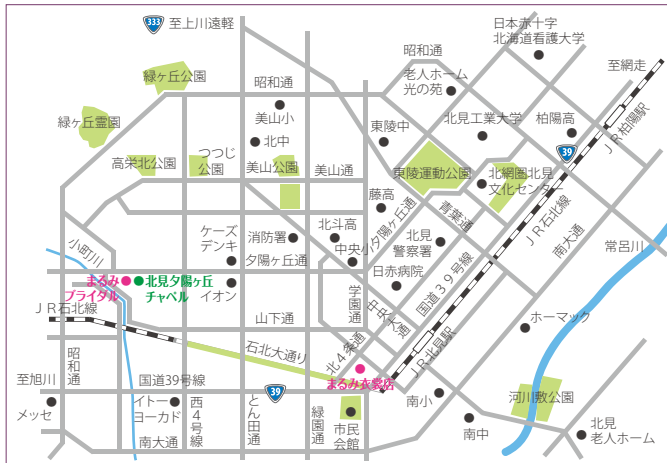 333
至上川遠軽
日本赤十字
北海道看護大学
昭和通
至網走
緑ヶ丘公園
昭和通
老人ホーム
光の苑
美山小
緑ヶ丘霊園
北中
東陵中
北見工業大学
柏陽高
39
JR柏陽駅
高栄北公園
つつじ
公園
美山公園
美山通
東陵運動公園
北網圏北見
文化センター
藤高
夕陽ヶ丘通
青葉通
JR石北線
南大通
小町川
ケーズ
デンキ
消防署
北斗高
中央小
北見
警察署
常呂川
夕陽ヶ丘通
日赤病院
国道39号線
まるみ
ブライダル
北見夕陽ヶ丘
チャペル
イオン
学園通
中央大通
JR石北線
山下通
ホーマック
石北大通り
北4条通
JR北見駅
昭和通
まるみ衣裳店
至旭川
国道39号線
39
メッセ
イトー
ヨーカド
西4号線
とん田通
緑園通
市民
会館
南小
河川敷公園
南大通
南中
北見
老人ホーム